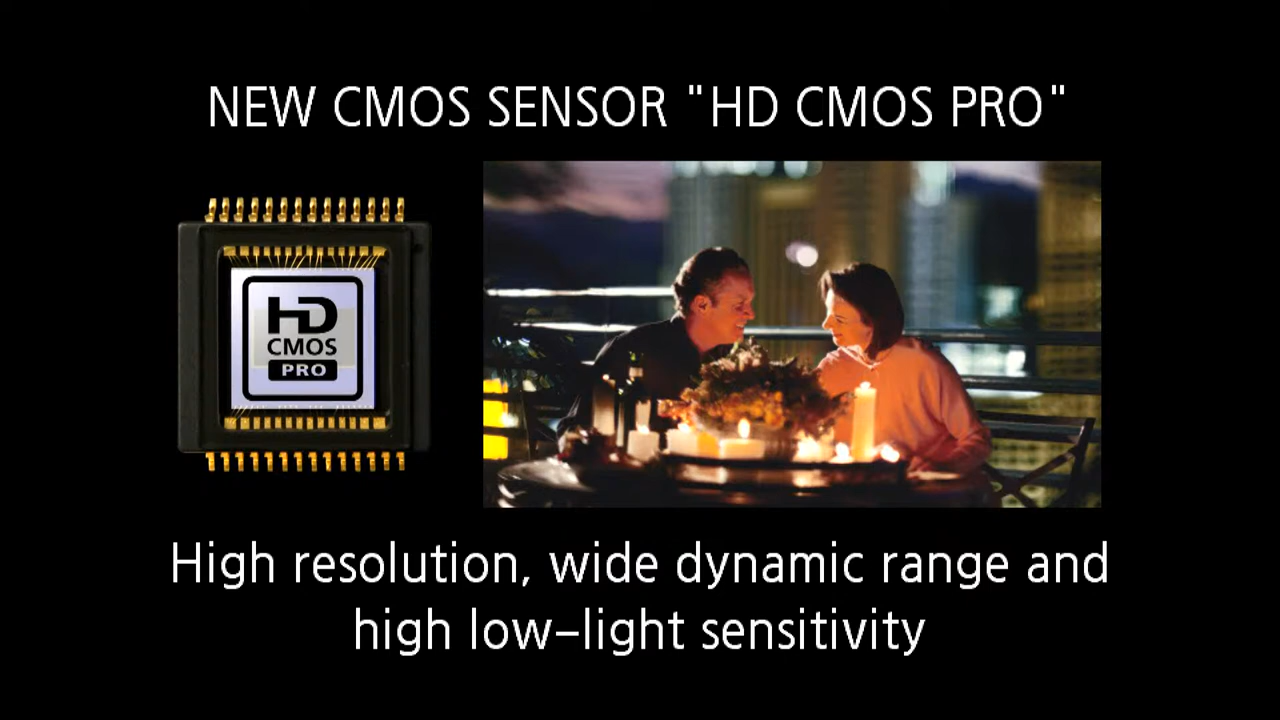 NEW CMOS SENSOR "HD CMOS PRO"
HD
CMOS
PRO
High resolution, wide dynamic range and
high low–light sensitivity